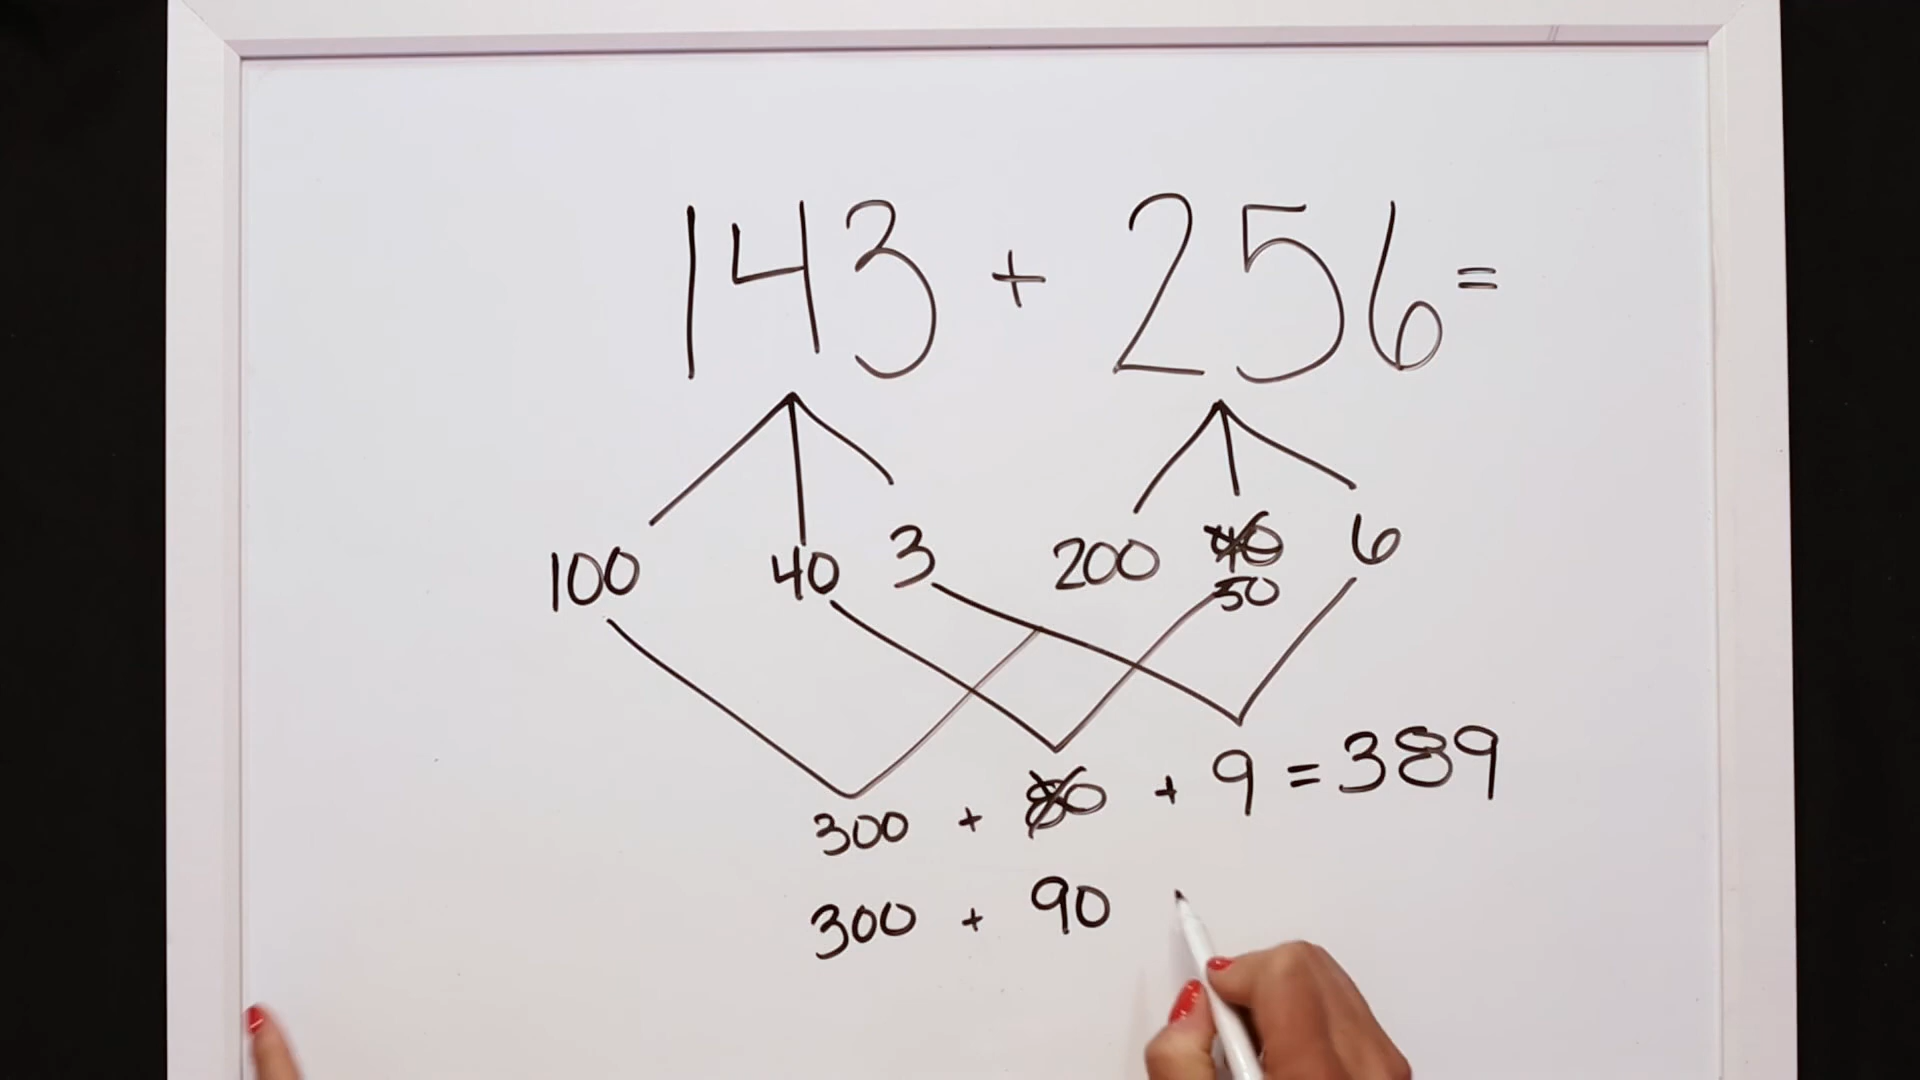 143 + 256 =
100 40 3 200 40 6
50
300 + 80 + 9 = 389
300 + 90